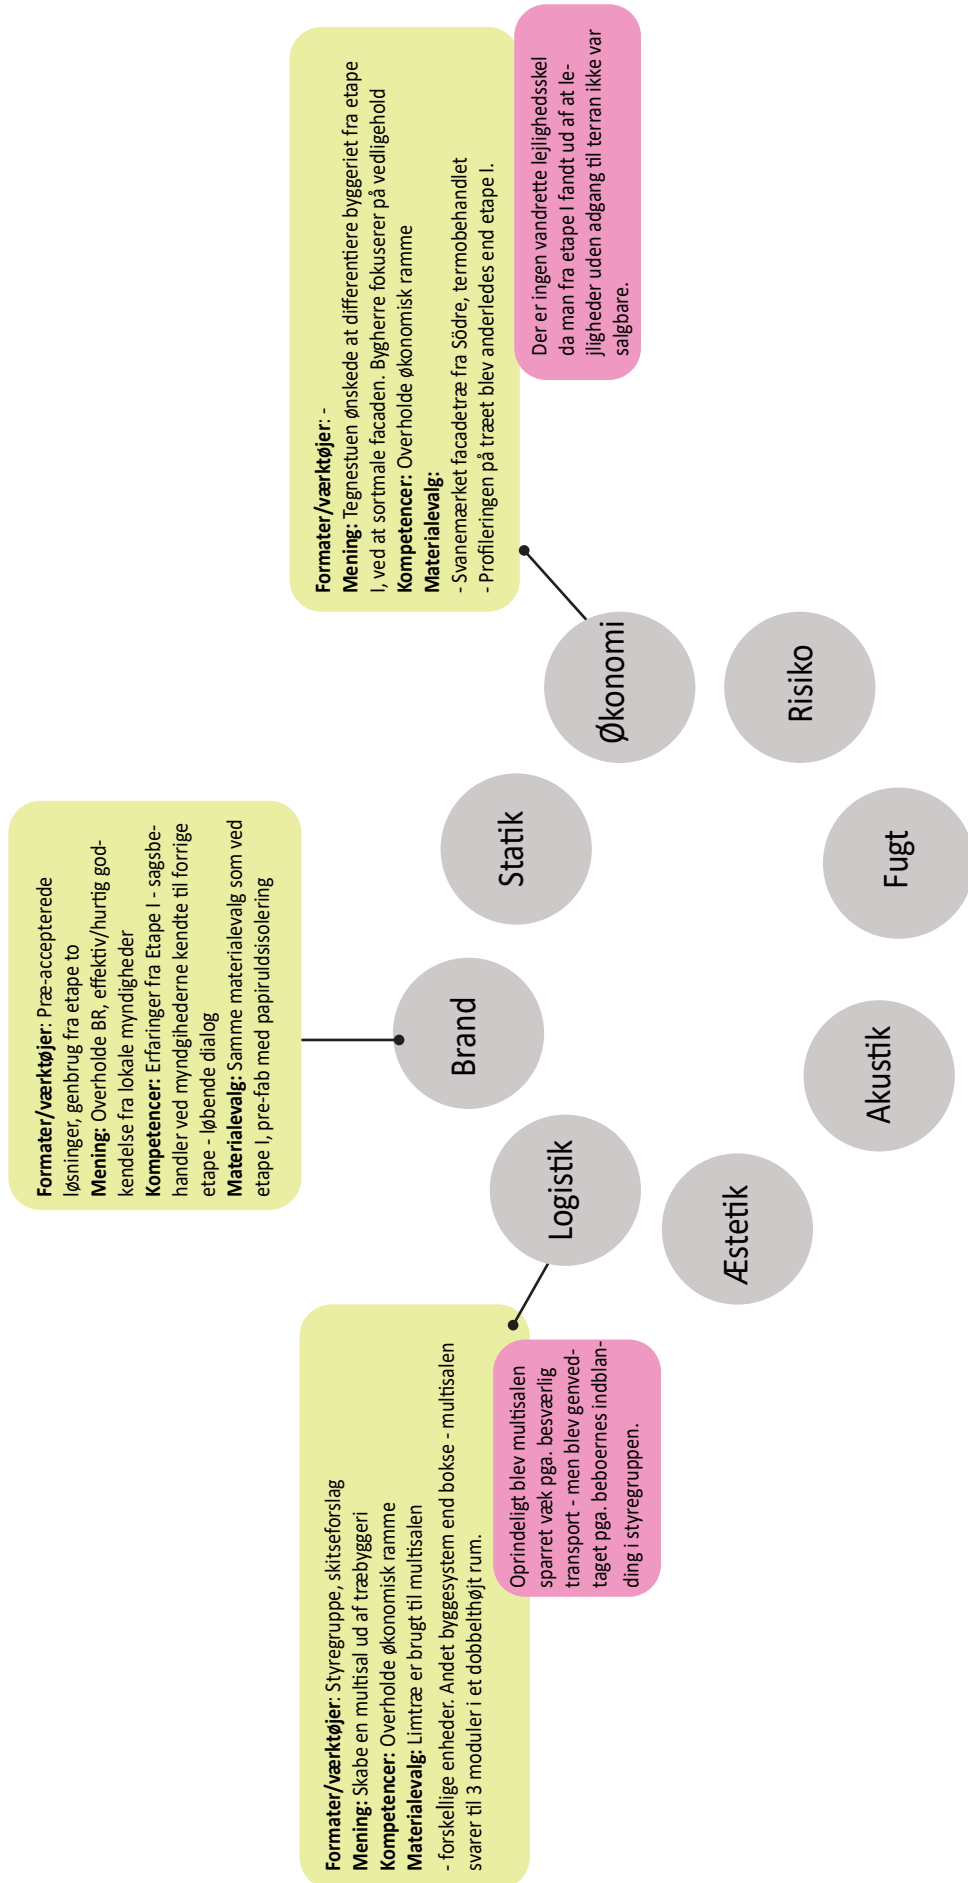 Formater/værktøjer: Styregruppe, skitseforslag
Mening: Skabe en multisal ud af træbyggeri
Kompetencer: Overholde økonomisk ramme
Materialevalg: Limtræ er brugt til multisalen
- forskellige enheder. Andet byggesystem end bokse - multisalen
svarer til 3 moduler i et dobbelthøjt rum.
Oprindeligt blev multisalen
sparret væk pga. besværlig
transport - men blev genved-
taget pga. beboernes indblan-
ding i styregruppen.
Formater/værktøjer: Præ-accepterede
løsninger, genbrug fra etape to
Mening: Overholde BR, effektiv/hurtig god-
kendelse fra lokale myndigheder
Kompetencer: Erfaringer fra Etape I - sagsbe-
handler ved myndgihederne kendte til forrige
etape - løbende dialog
Materialevalg: Samme materialevalg som ved
etape I, pre-fab med papiruldsisolering
Formater/værktøjer: -
Mening: Tegnestuen ønskede at differentiere byggeriet fra etape
I, ved at sortmale facaden. Bygherre fokuserer på vedligehold
Kompetencer: Overholde økonomisk ramme
Materialevalg:
- Svanemærket facadetræ fra Södre, termobehandlet
- Profileringen på træet blev anderledes end etape I.
Der er ingen vandrette lejlighedsskel
da man fra etape I fandt ud af at le-
jligheder uden adgang til terran ikke var
salgbare.
Brand
Statik
Logistik
Økonomi
Æstetik
Risiko
Akustik
Fugt